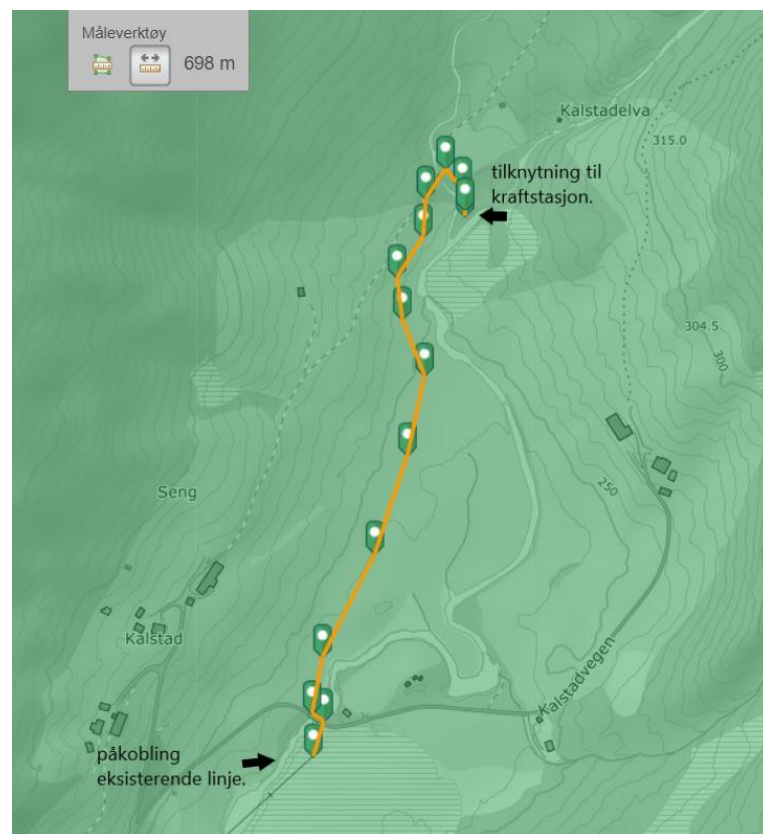 Måleverktøy
698 m
Kalstadelva
315.0
tilknytning til
kraftstasjon.
304.5
300
250
Seng
Kalstad
Kalstadvegen
påkobling
eksisterende linje.